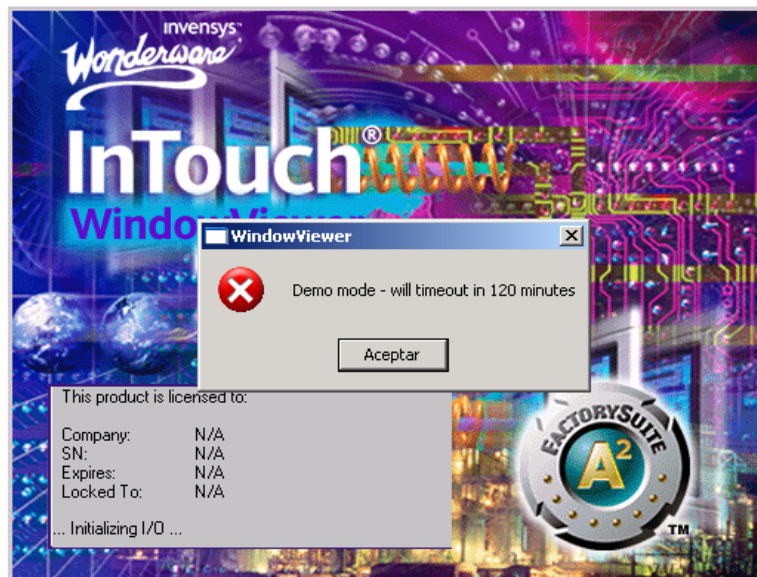 invensys
Wonderware
InTouch®
WindowViewer
WindowViewer
Demo mode - will timeout in 120 minutes
Aceptar
This product is licensed to:
Company: N/A
SN: N/A
Expires: N/A
Locked To: N/A
... Initializing I/O ...
FACTORYSUITE
A²
TM